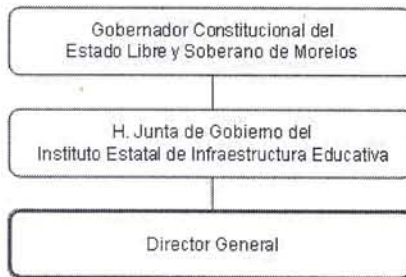 Gobernador Constitucional del
Estado Libre y Soberano de Morelos
H. Junta de Gobierno del
Instituto Estatal de Infraestructura Educativa
Director General